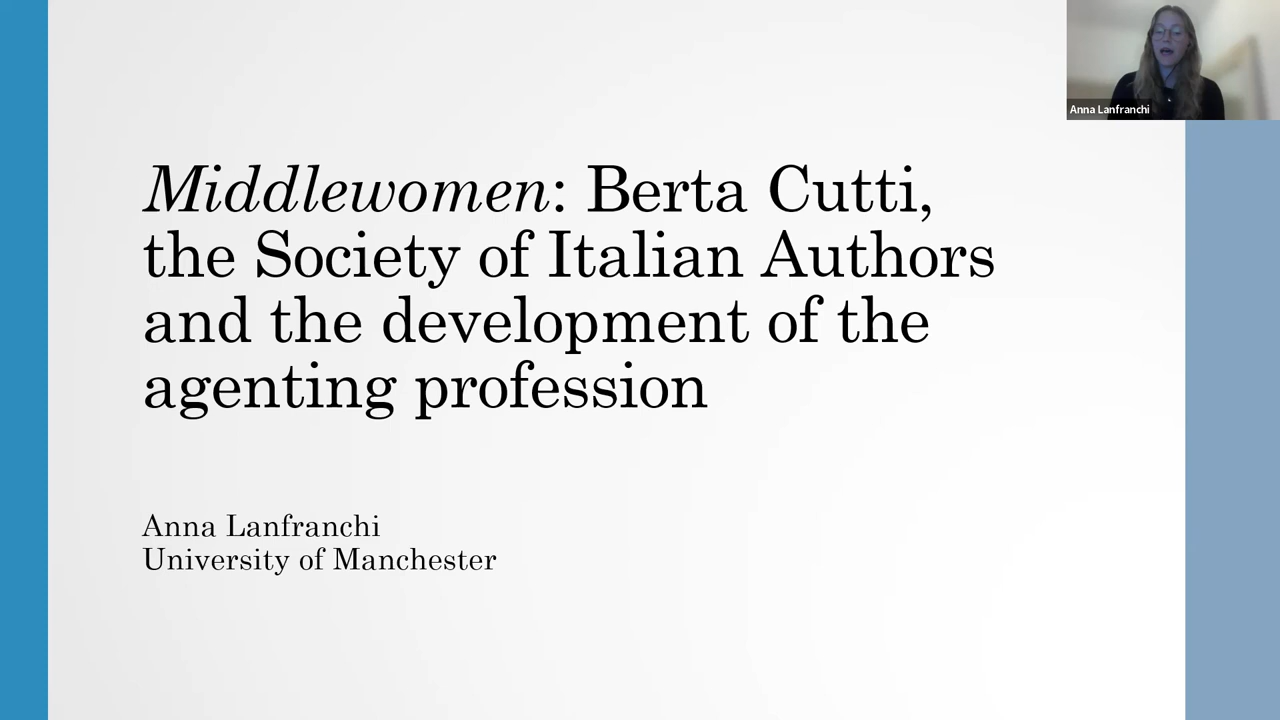 Anna Lanfranchi
Middlewomen: Berta Cutti,
the Society of Italian Authors
and the development of the
agenting profession
Anna Lanfranchi
University of Manchester